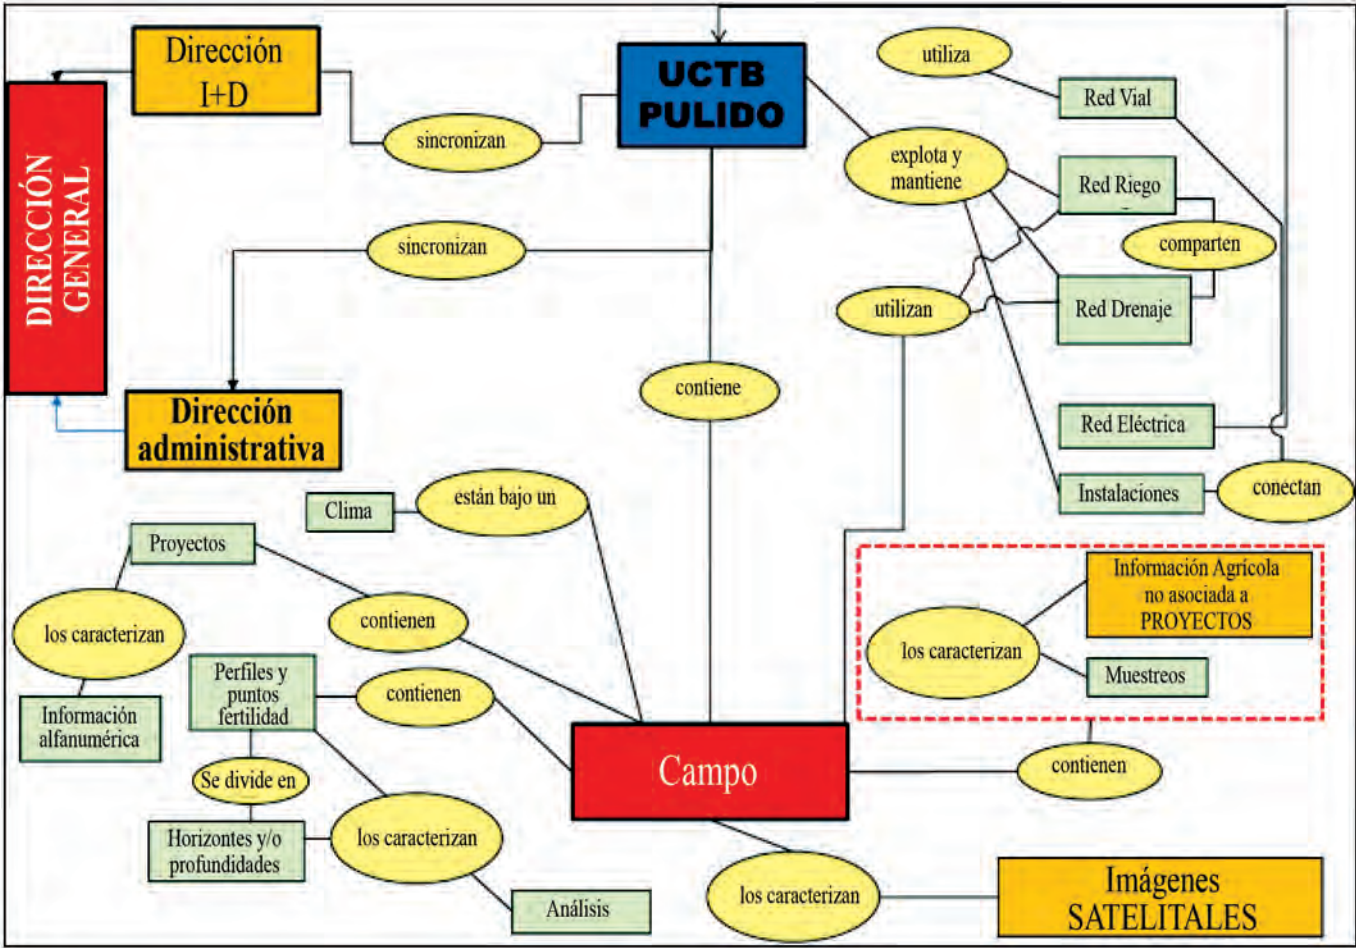 Dirección
I+D
UCTB
PULIDO
utiliza
Red Vial
sincronizan
explota y
mantiene
Red Riego
DIRECCIÓN
GENERAL
sincronizan
comparten
utilizan
Red Drenaje
contiene
Dirección
administrativa
Red Eléctrica
Clima
están bajo un
Instalaciones
conectan
Proyectos
contienen
los caracterizan
Información Agrícola
no asociada a
PROYECTOS
los caracterizan
Muestreos
Perfiles y
puntos
fertilidad
contienen
Información
alfanumérica
Campo
contienen
Se divide en
Horizontes y/o
profundidades
los caracterizan
los caracterizan
Análisis
Imágenes
SATELITALES